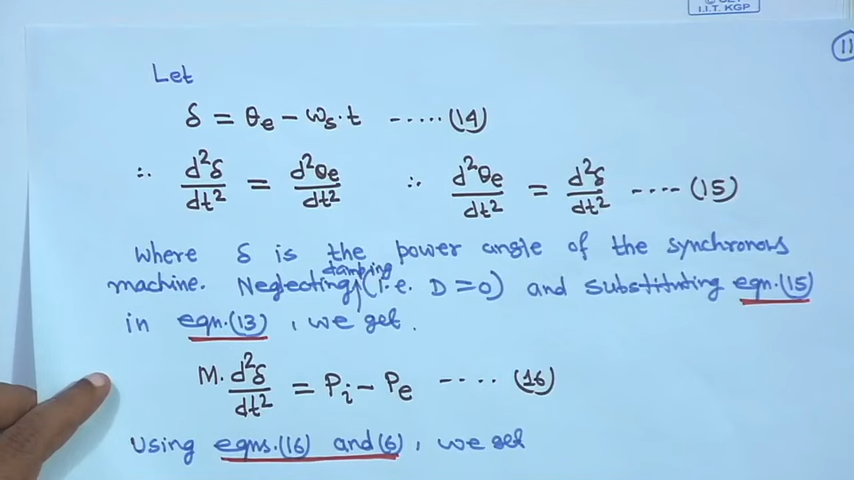 I.I.T. KGP
11
Let
δ = θe − ωs.t ----- (14)
∴ d²δ/dt² = d²θe/dt² ∴ d²θe/dt² = d²δ/dt² ---- (15)
where δ is the power angle of the synchronous
damping
machine. Neglecting (i.e. D=0) and substituting eqn.(15)
in eqn.(13), we get.
M. d²δ/dt² = Pi − Pe ---- (16)
Using eqns.(16) and (6), we get